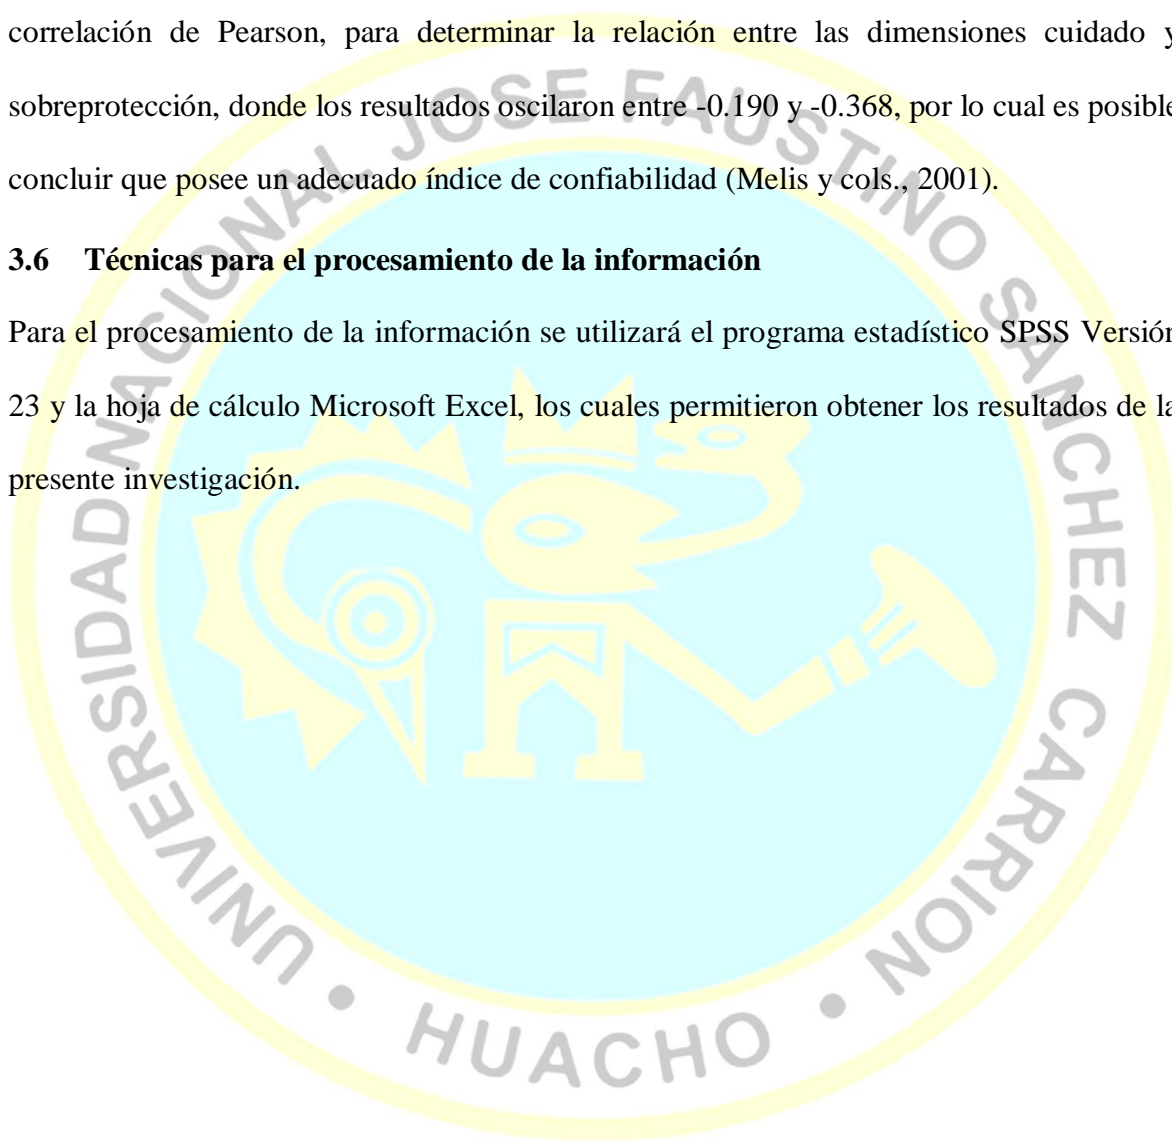 correlación de Pearson, para determinar la relación entre las dimensiones cuidado y
sobreprotección, donde los resultados oscilaron entre -0.190 y -0.368, por lo cual es posible
concluir que posee un adecuado índice de confiabilidad (Melis y cols., 2001).
3.6 Técnicas para el procesamiento de la información
Para el procesamiento de la información se utilizará el programa estadístico SPSS Versión
23 y la hoja de cálculo Microsoft Excel, los cuales permitieron obtener los resultados de la
presente investigación.
UNIVERSIDAD NACIONAL JOSE FAUSTINO SANCHEZ CARRION • HUACHO •